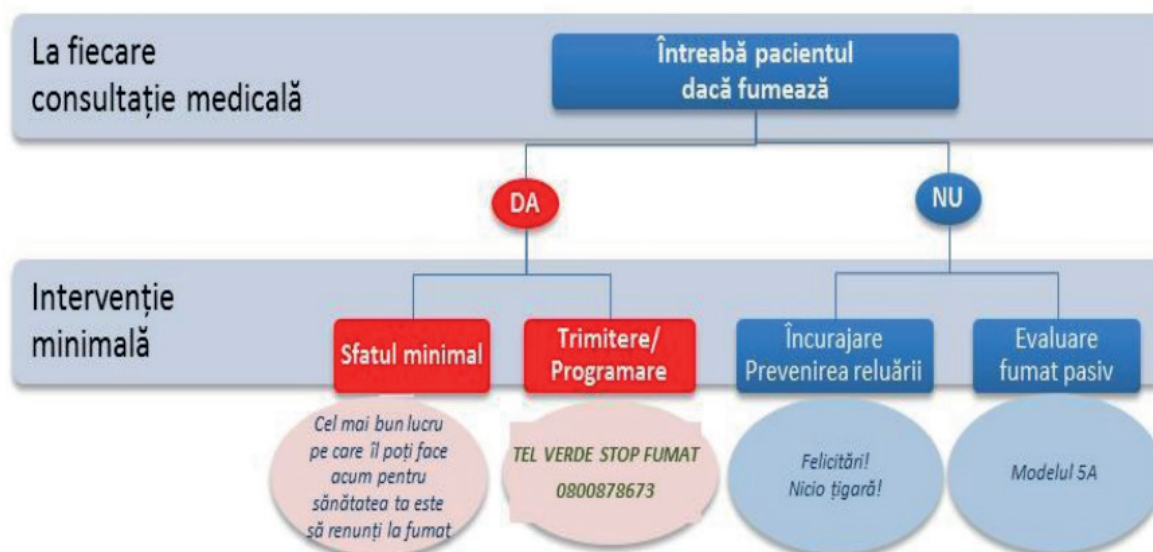 La fiecare
consultație medicală
Întreabă pacientul
dacă fumează
DA
NU
Intervenție
minimală
Sfatul minimal
Trimitere/
Programare
Încurajare
Prevenirea reluării
Evaluare
fumat pasiv
Cel mai bun lucru
pe care îl poți face
acum pentru
sănătatea ta este
să renunți la fumat
TEL VERDE STOP FUMAT
0800878673
Felicitări!
Nicio țigară!
Modelul 5A